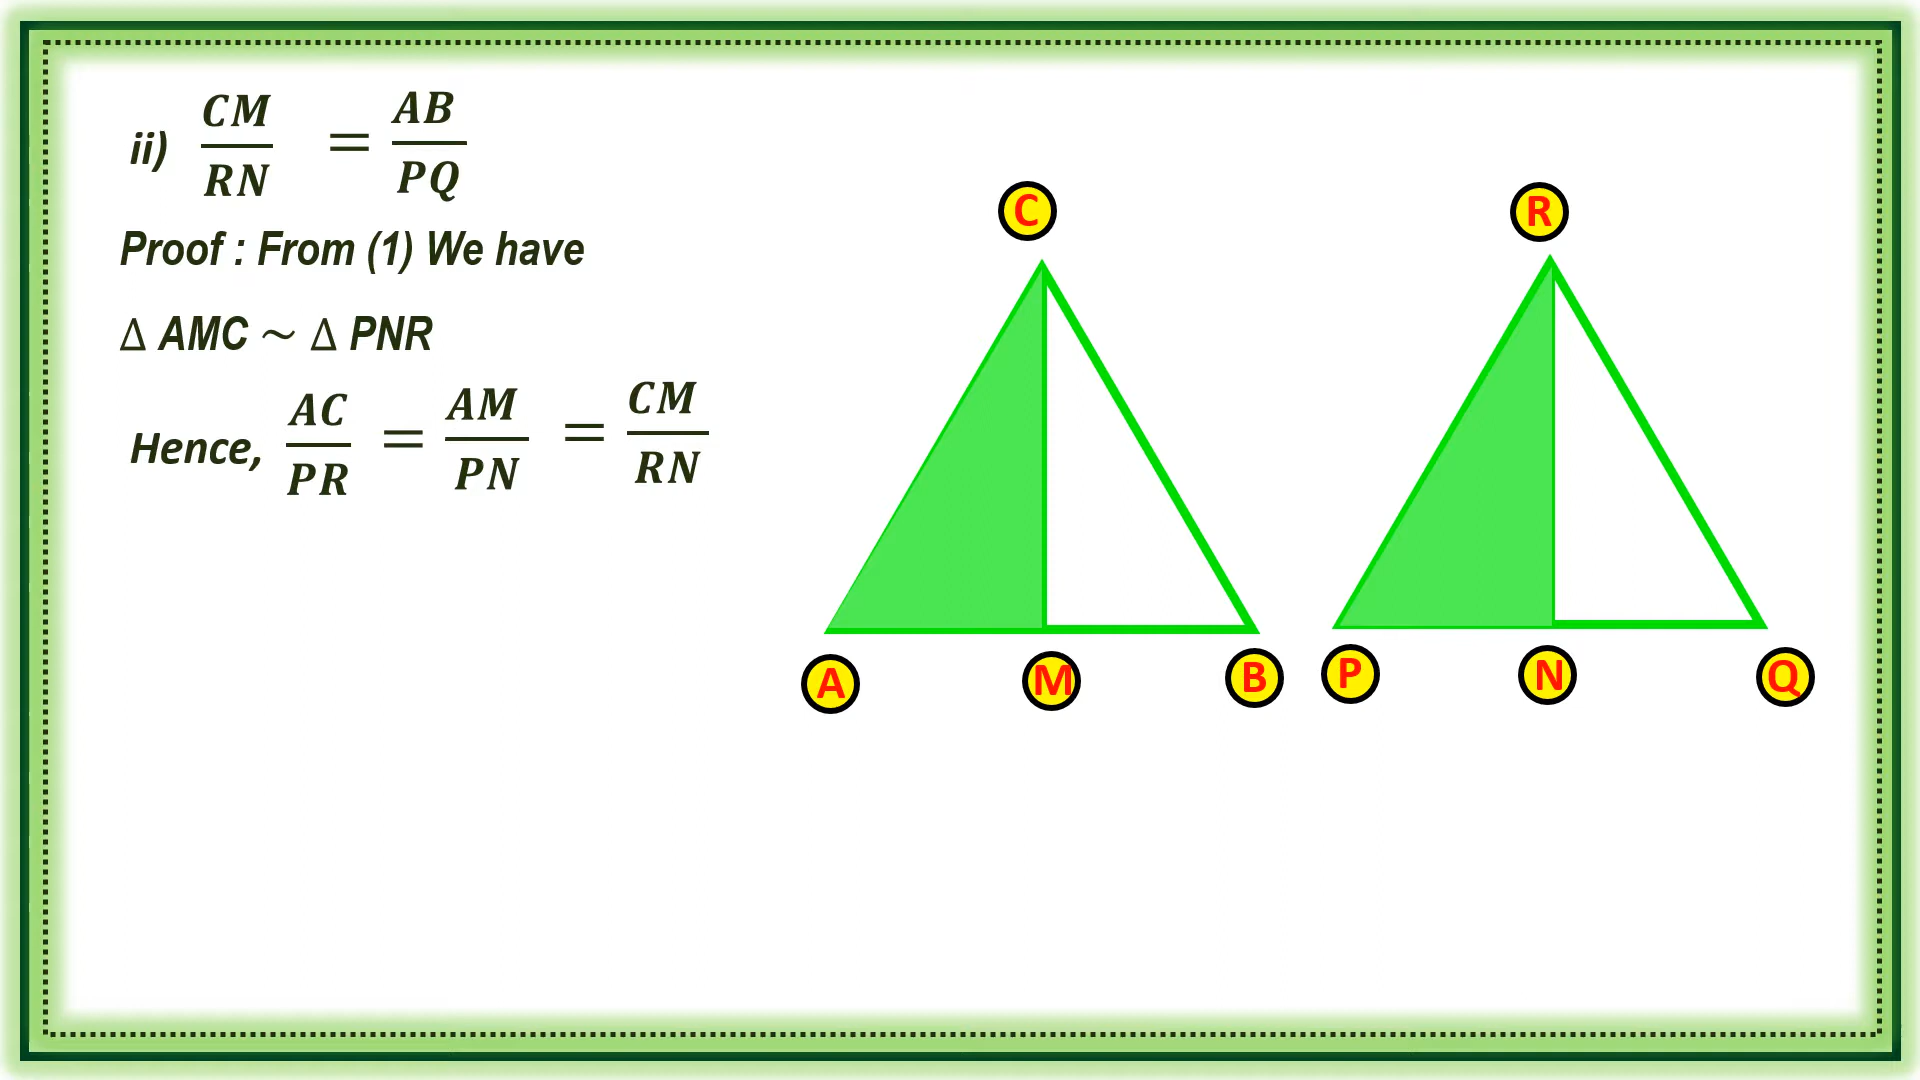 ii) CM/RN = AB/PQ
Proof : From (1) We have
Δ AMC ~ Δ PNR
Hence, AC/PR = AM/PN = CM/RN
C
R
A
M
B
P
N
Q